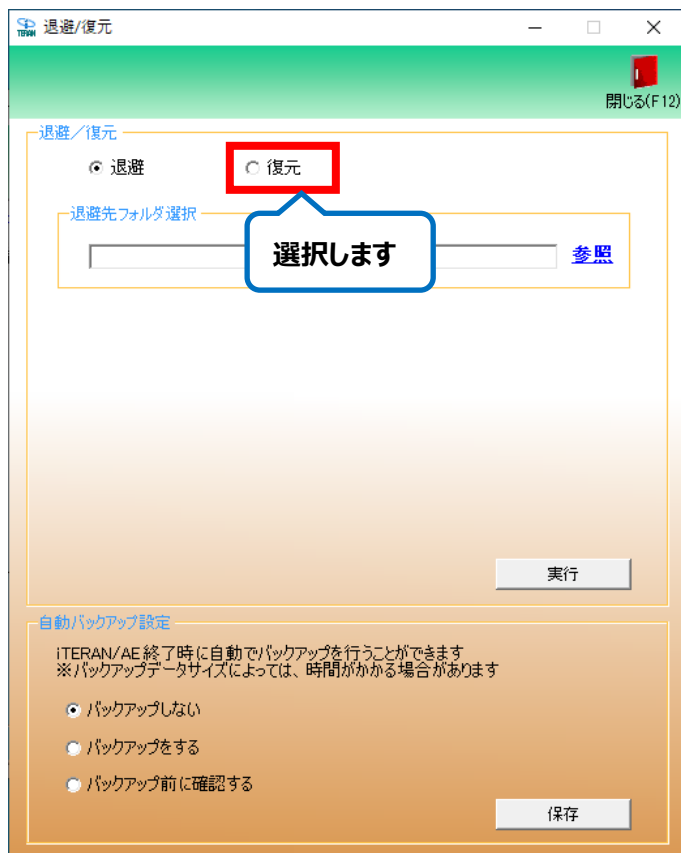 TERAN 退避/復元
閉じる(F12)
退避／復元
退避
復元
退避先フォルダ選択
選択します
参照
実行
自動バックアップ設定
iTERAN/AE 終了時に自動でバックアップを行うことができます
※バックアップデータサイズによっては、時間がかかる場合があります
バックアップしない
バックアップをする
バックアップ前に確認する
保存